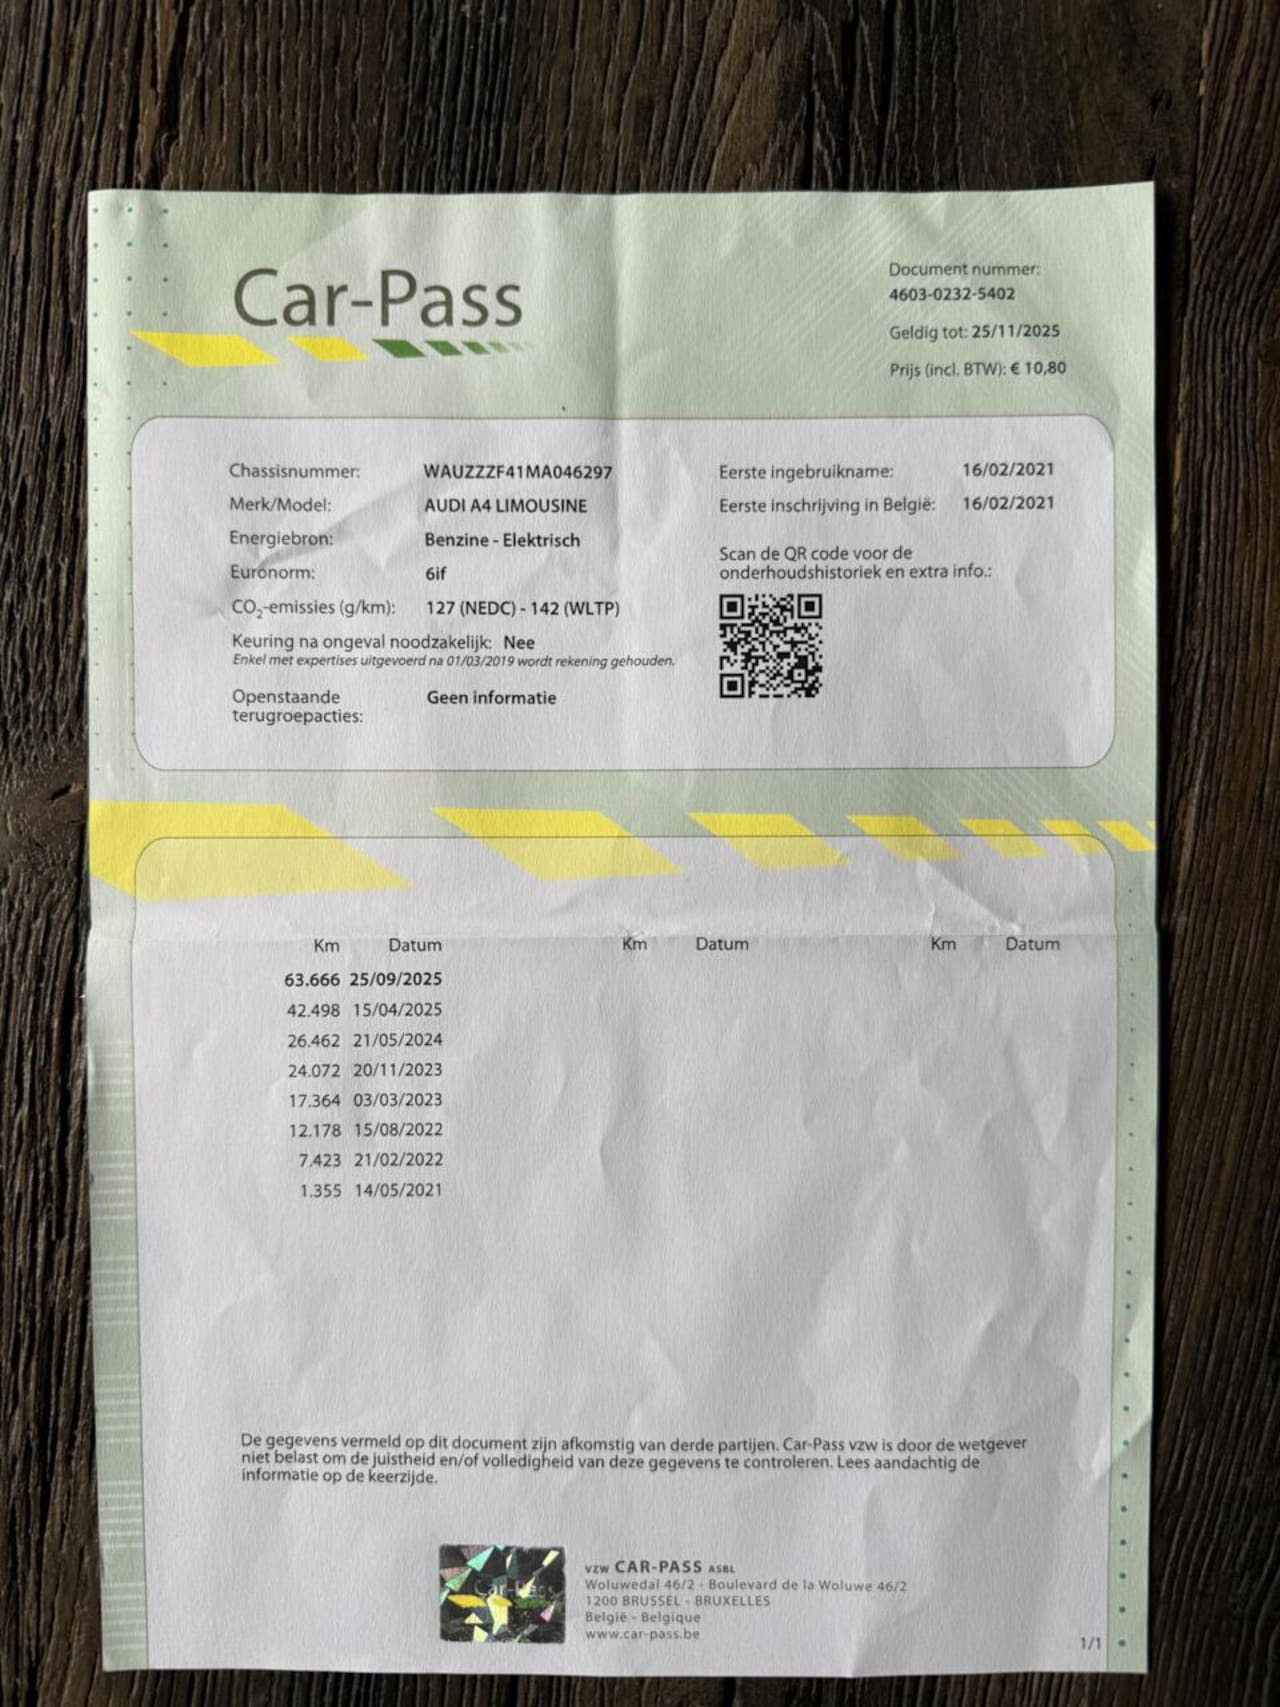 Car-Pass
Document nummer:
4603-0232-5402
Geldig tot: 25/11/2025
Prijs (incl. BTW): € 10,80
Chassisnummer: WAUZZZF41MA046297
Merk/Model: AUDI A4 LIMOUSINE
Energiebron: Benzine - Elektrisch
Euronorm: 6if
CO₂-emissies (g/km): 127 (NEDC) - 142 (WLTP)
Keuring na ongeval noodzakelijk: Nee
Enkel met expertises uitgevoerd na 01/03/2019 wordt rekening gehouden.
Openstaande Geen informatie
terugroepacties:
Eerste ingebruikname: 16/02/2021
Eerste inschrijving in België: 16/02/2021
Scan de QR code voor de
onderhoudshistoriek en extra info.:
Km Datum Km Datum Km Datum
63.666 25/09/2025
42.498 15/04/2025
26.462 21/05/2024
24.072 20/11/2023
17.364 03/03/2023
12.178 15/08/2022
7.423 21/02/2022
1.355 14/05/2021
De gegevens vermeld op dit document zijn afkomstig van derde partijen. Car-Pass vzw is door de wetgever
niet belast om de juistheid en/of volledigheid van deze gegevens te controleren. Lees aandachtig de
informatie op de keerzijde.
Car-Pass
vzw CAR-PASS ASBL
Woluwedal 46/2 - Boulevard de la Woluwe 46/2
1200 BRUSSEL - BRUXELLES
België - Belgique
www.car-pass.be
1/1